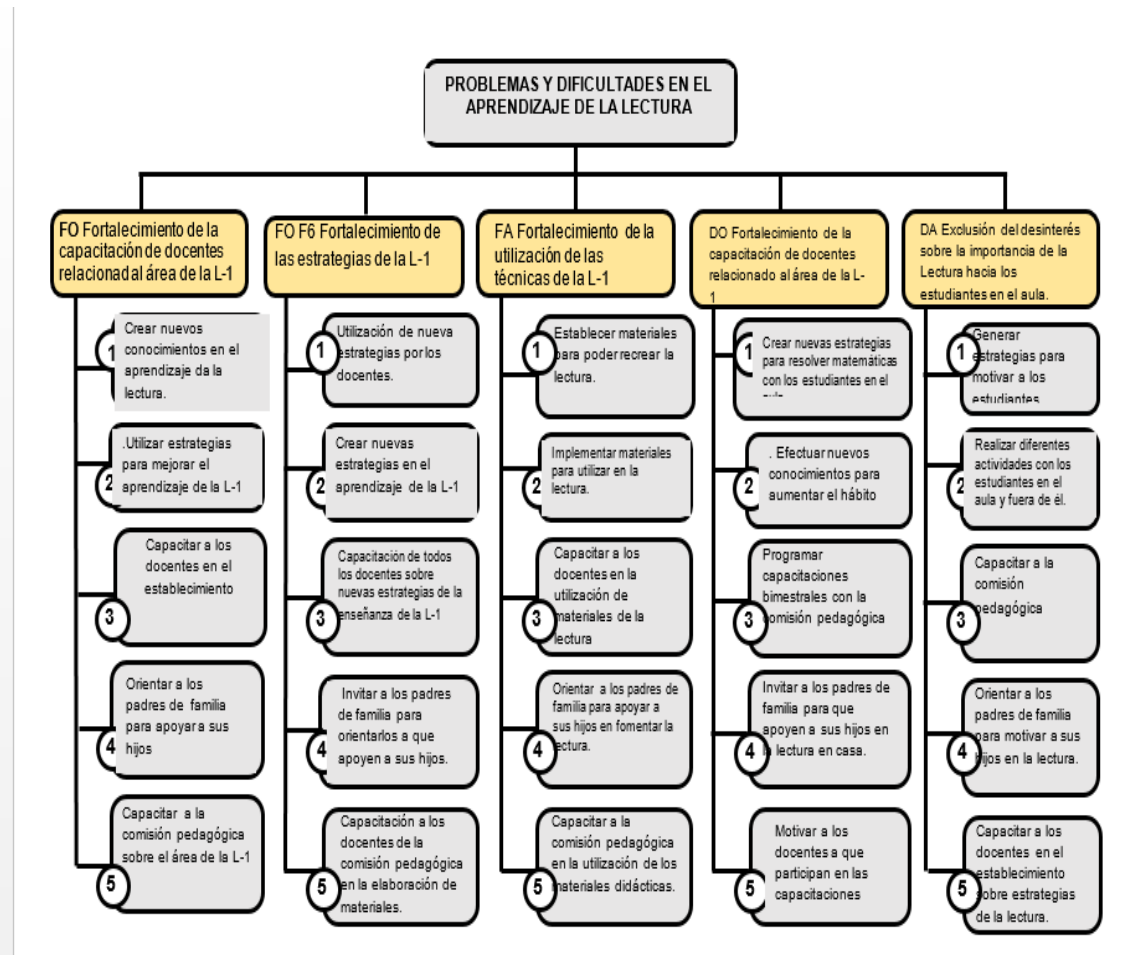 PROBLEMAS Y DIFICULTADES EN EL
APRENDIZAJE DE LA LECTURA
FO Fortalecimiento de la
capacitación de docentes
relacionad al área de la L-1
1
Crear nuevos
conocimientos en el
aprendizaje da la
lectura.
2
.Utilizar estrategias
para mejorar el
aprendizaje de la L-1
3
Capacitar a los
docentes en el
establecimiento
4
Orientar a los
padres de familia
para apoyar a sus
hijos
5
Capacitar a la
comisión pedagógica
sobre el área de la L-1
FO F6 Fortalecimiento de
las estrategias de la L-1
1
Utilización de nueva
estrategias por los
docentes.
2
Crear nuevas
estrategias en el
aprendizaje de la L-1
3
Capacitación de todos
los docentes sobre
nuevas estrategias de la
enseñanza de la L-1
4
Invitar a los padres
de familia para
orientarlos a que
apoyen a sus hijos.
5
Capacitación a los
docentes de la
comisión pedagógica
en la elaboración de
materiales.
FA Fortalecimiento de la
utilización de las
técnicas de la L-1
1
Establecer materiales
para poder recrear la
lectura.
2
Implementar materiales
para utilizar en la
lectura.
3
Capacitar a los
docentes en la
utilización de
materiales de la
lectura
4
Orientar a los padres de
familia para apoyar a
sus hijos en fomentar la
lectura.
5
Capacitar a la
comisión pedagógica
en la utilización de los
materiales didácticas.
DO Fortalecimiento de la
capacitación de docentes
relacionado al área de la L-
1
1
Crear nuevas estrategias
para resolver matemáticas
con los estudiantes en el
2
. Efectuar nuevos
conocimientos para
aumentar el hábito
3
Programar
capacitaciones
bimestrales con la
comisión pedagógica
4
Invitar a los padres de
familia para que
apoyen a sus hijos en
la lectura en casa.
5
Motivar a los
docentes a que
participan en las
capacitaciones
DA Exclusión del desinterés
sobre la importancia de la
Lectura hacia los
estudiantes en el aula.
1
Generar
estrategias para
motivar a los
estudiantes
2
Realizar diferentes
actividades con los
estudiantes en el
aula y fuera de él.
3
Capacitar a la
comisión
pedagógica
4
Orientar a los
padres de familia
para motivar a sus
hijos en la lectura.
5
Capacitar a los
docentes en el
establecimiento
sobre estrategias
de la lectura.